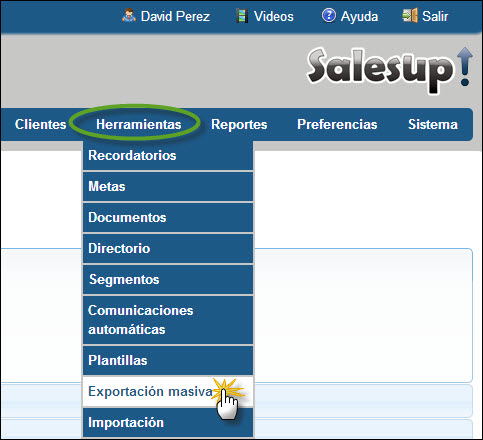 David Perez Videos Ayuda Salir
Salesup!
Clientes Herramientas Reportes Preferencias Sistema
Recordatorios
Metas
Documentos
Directorio
Segmentos
Comunicaciones
automáticas
Plantillas
Exportación masiva
Importación